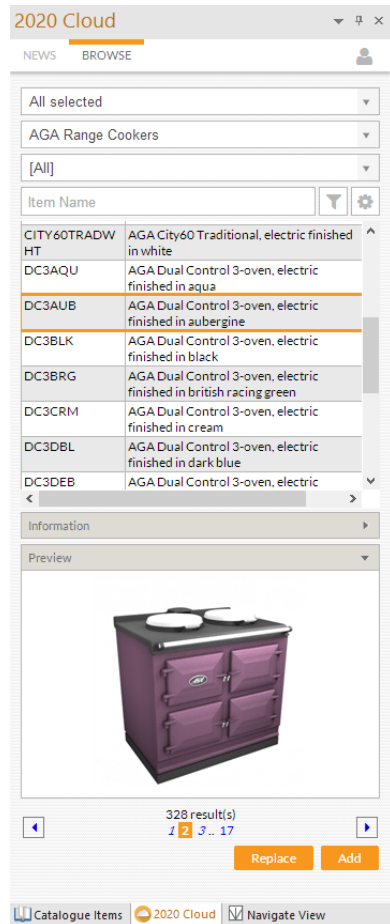 2020 Cloud
NEWS BROWSE
All selected
AGA Range Cookers
[All]
Item Name
CITY60TRADW AGA City60 Traditional, electric finished
HT in white
DC3AQU AGA Dual Control 3-oven, electric
finished in aqua
DC3AUB AGA Dual Control 3-oven, electric
finished in aubergine
DC3BLK AGA Dual Control 3-oven, electric
finished in black
DC3BRG AGA Dual Control 3-oven, electric
finished in british racing green
DC3CRM AGA Dual Control 3-oven, electric
finished in cream
DC3DBL AGA Dual Control 3-oven, electric
finished in dark blue
DC3DEB AGA Dual Control 3-oven, electric
Information
Preview
AGA
328 result(s)
1 2 3 .. 17
Replace Add
Catalogue Items 2020 Cloud Navigate View